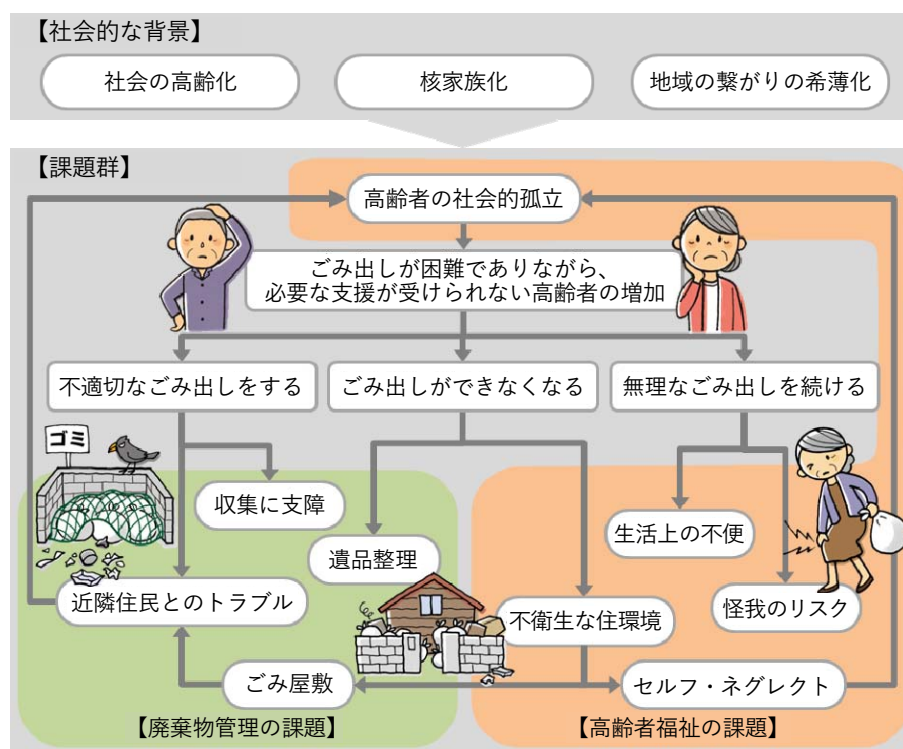 【社会的な背景】
社会の高齢化
核家族化
地域の繋がりの希薄化
【課題群】
高齢者の社会的孤立
ごみ出しが困難でありながら、
必要な支援が受けられない高齢者の増加
不適切なごみ出しをする
ごみ出しができなくなる
無理なごみ出しを続ける
ゴミ
収集に支障
生活上の不便
遺品整理
近隣住民とのトラブル
不衛生な住環境
怪我のリスク
ごみ屋敷
セルフ・ネグレクト
【廃棄物管理の課題】
【高齢者福祉の課題】